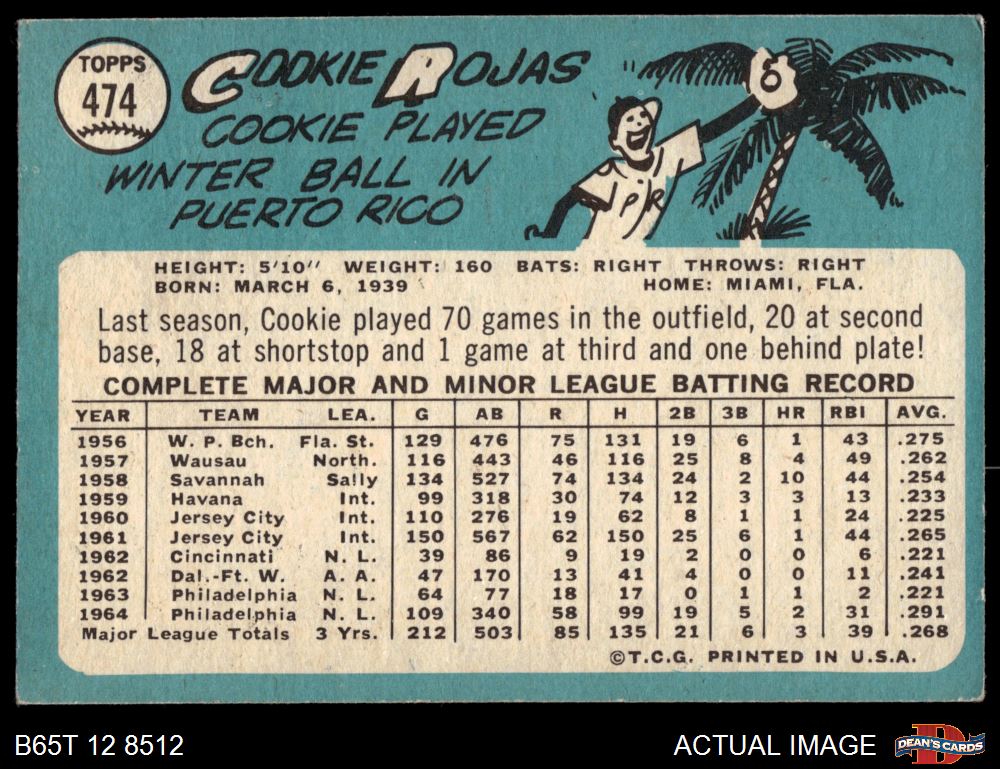 TOPPS
474
COOKIE ROJAS
COOKIE PLAYED
WINTER BALL IN
PUERTO RICO
6
PR
HEIGHT: 5'10" WEIGHT: 160 BATS: RIGHT THROWS: RIGHT
BORN: MARCH 6, 1939 HOME: MIAMI, FLA.
Last season, Cookie played 70 games in the outfield, 20 at second
base, 18 at shortstop and 1 game at third and one behind plate!
COMPLETE MAJOR AND MINOR LEAGUE BATTING RECORD
YEAR TEAM LEA. G AB R H 2B 3B HR RBI AVG.
1956 W. P. Bch. Fla. St. 129 476 75 131 19 6 1 43 .275
1957 Wausau North. 116 443 46 116 25 8 4 49 .262
1958 Savannah Sally 134 527 74 134 24 2 10 44 .254
1959 Havana Int. 99 318 30 74 12 3 3 13 .233
1960 Jersey City Int. 110 276 19 62 8 1 1 24 .225
1961 Jersey City Int. 150 567 62 150 25 6 1 44 .265
1962 Cincinnati N. L. 39 86 9 19 2 0 0 6 .221
1962 Dal.-Ft. W. A. A. 47 170 13 41 4 0 0 11 .241
1963 Philadelphia N. L. 64 77 18 17 0 1 1 2 .221
1964 Philadelphia N. L. 109 340 58 99 19 5 2 31 .291
Major League Totals 3 Yrs. 212 503 85 135 21 6 3 39 .268
©T.C.G. PRINTED IN U.S.A.
B65T 12 8512
ACTUAL IMAGE
D
DEAN'S CARDS